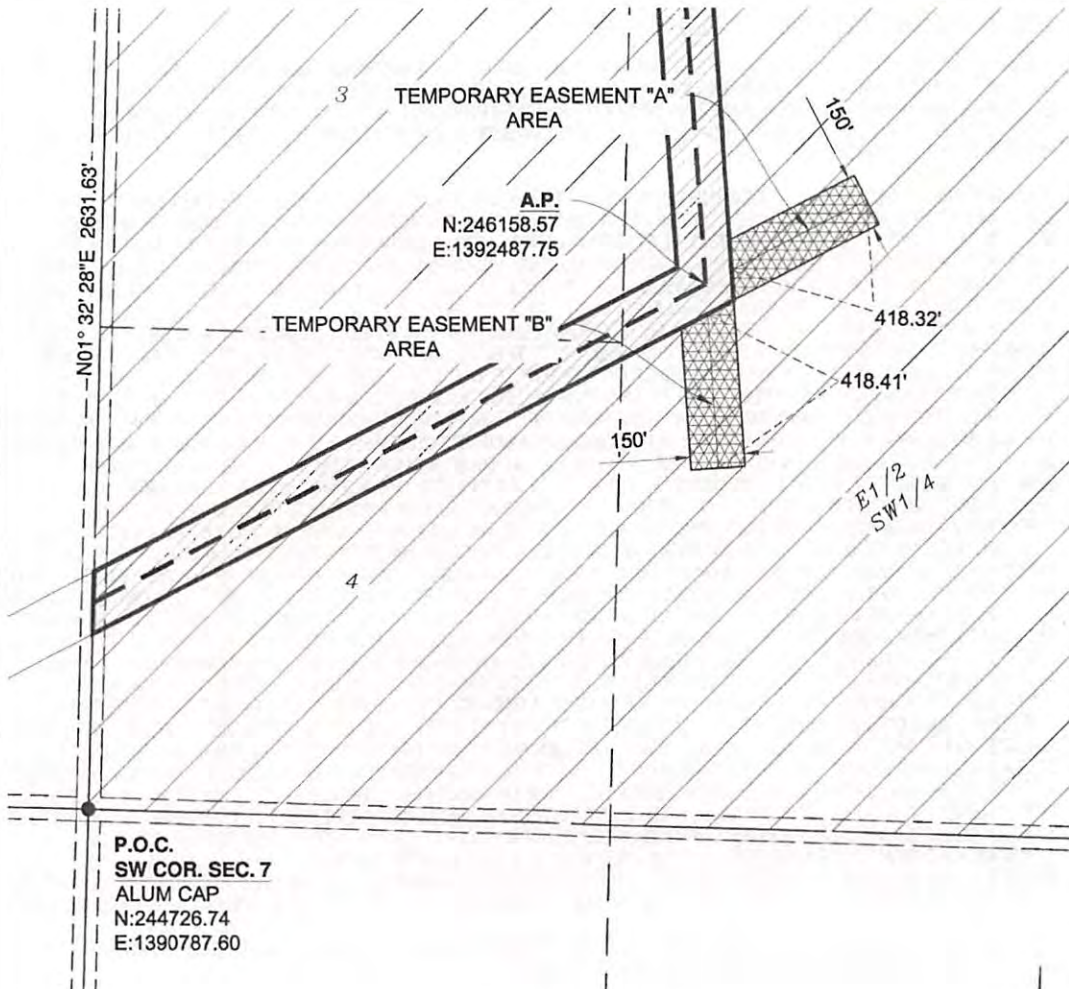 3
TEMPORARY EASEMENT "A"
AREA
150'
N01° 32' 28"E 2631.63'
A.P.
N:246158.57
E:1392487.75
TEMPORARY EASEMENT "B"
AREA
418.32'
418.41'
150'
E1/2
SW1/4
4
P.O.C.
SW COR. SEC. 7
ALUM CAP
N:244726.74
E:1390787.60